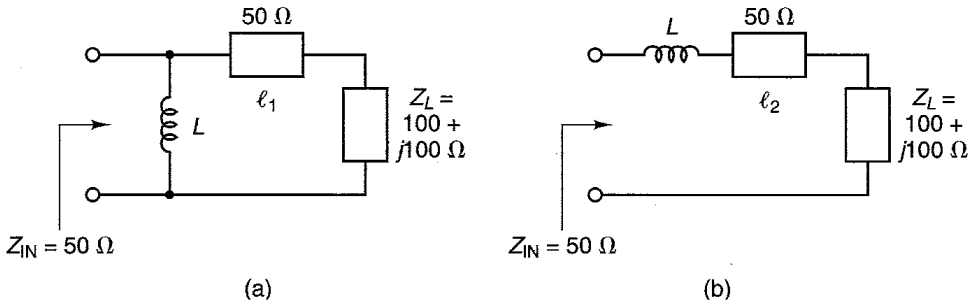 50 Ω
L
ℓ1
Z_L =
100 +
j100 Ω
Z_IN = 50 Ω
(a)
50 Ω
L
ℓ2
Z_L =
100 +
j100 Ω
Z_IN = 50 Ω
(b)